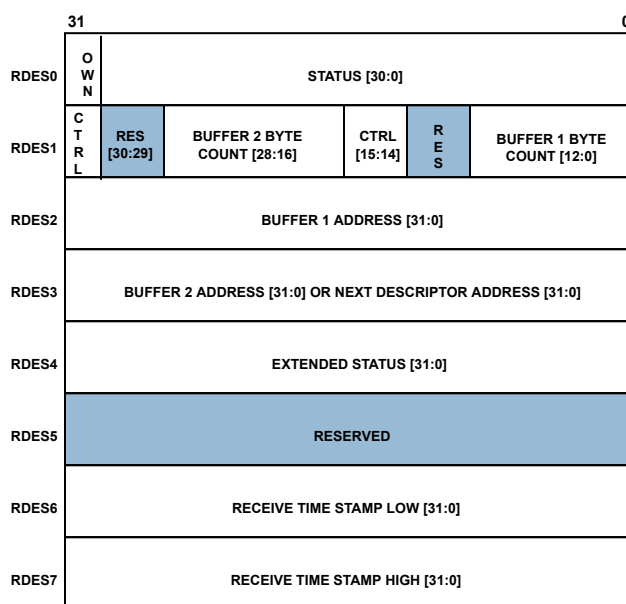 31 0
RDES0
OWN
STATUS [30:0]
RDES1
CTRL
RES
[30:29]
BUFFER 2 BYTE
COUNT [28:16]
CTRL
[15:14]
RES
BUFFER 1 BYTE
COUNT [12:0]
RDES2
BUFFER 1 ADDRESS [31:0]
RDES3
BUFFER 2 ADDRESS [31:0] OR NEXT DESCRIPTOR ADDRESS [31:0]
RDES4
EXTENDED STATUS [31:0]
RDES5
RESERVED
RDES6
RECEIVE TIME STAMP LOW [31:0]
RDES7
RECEIVE TIME STAMP HIGH [31:0]